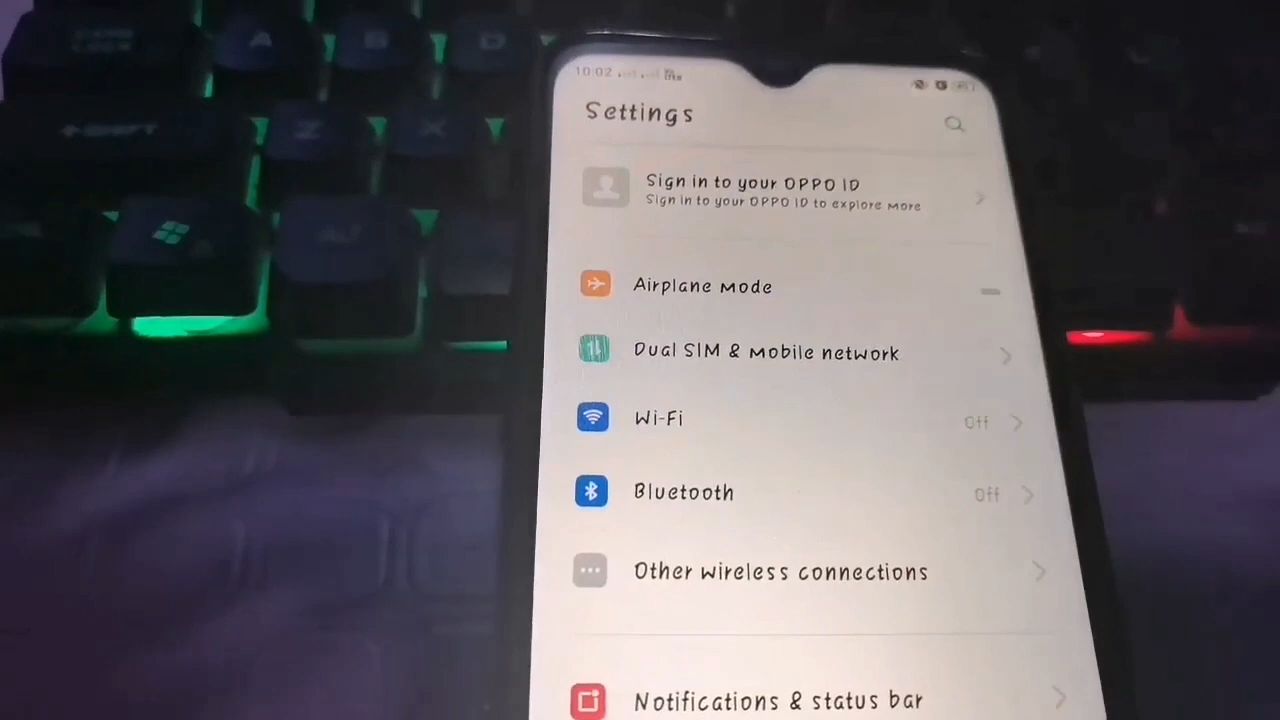 A
S
D
SHIFT
Z
X
10:02
Settings
Sign in to your OPPO ID
Sign in to your OPPO ID to explore more
Airplane mode
Dual SIM & mobile network
Wi-Fi
Off
Bluetooth
Off
Other wireless connections
Notifications & status bar